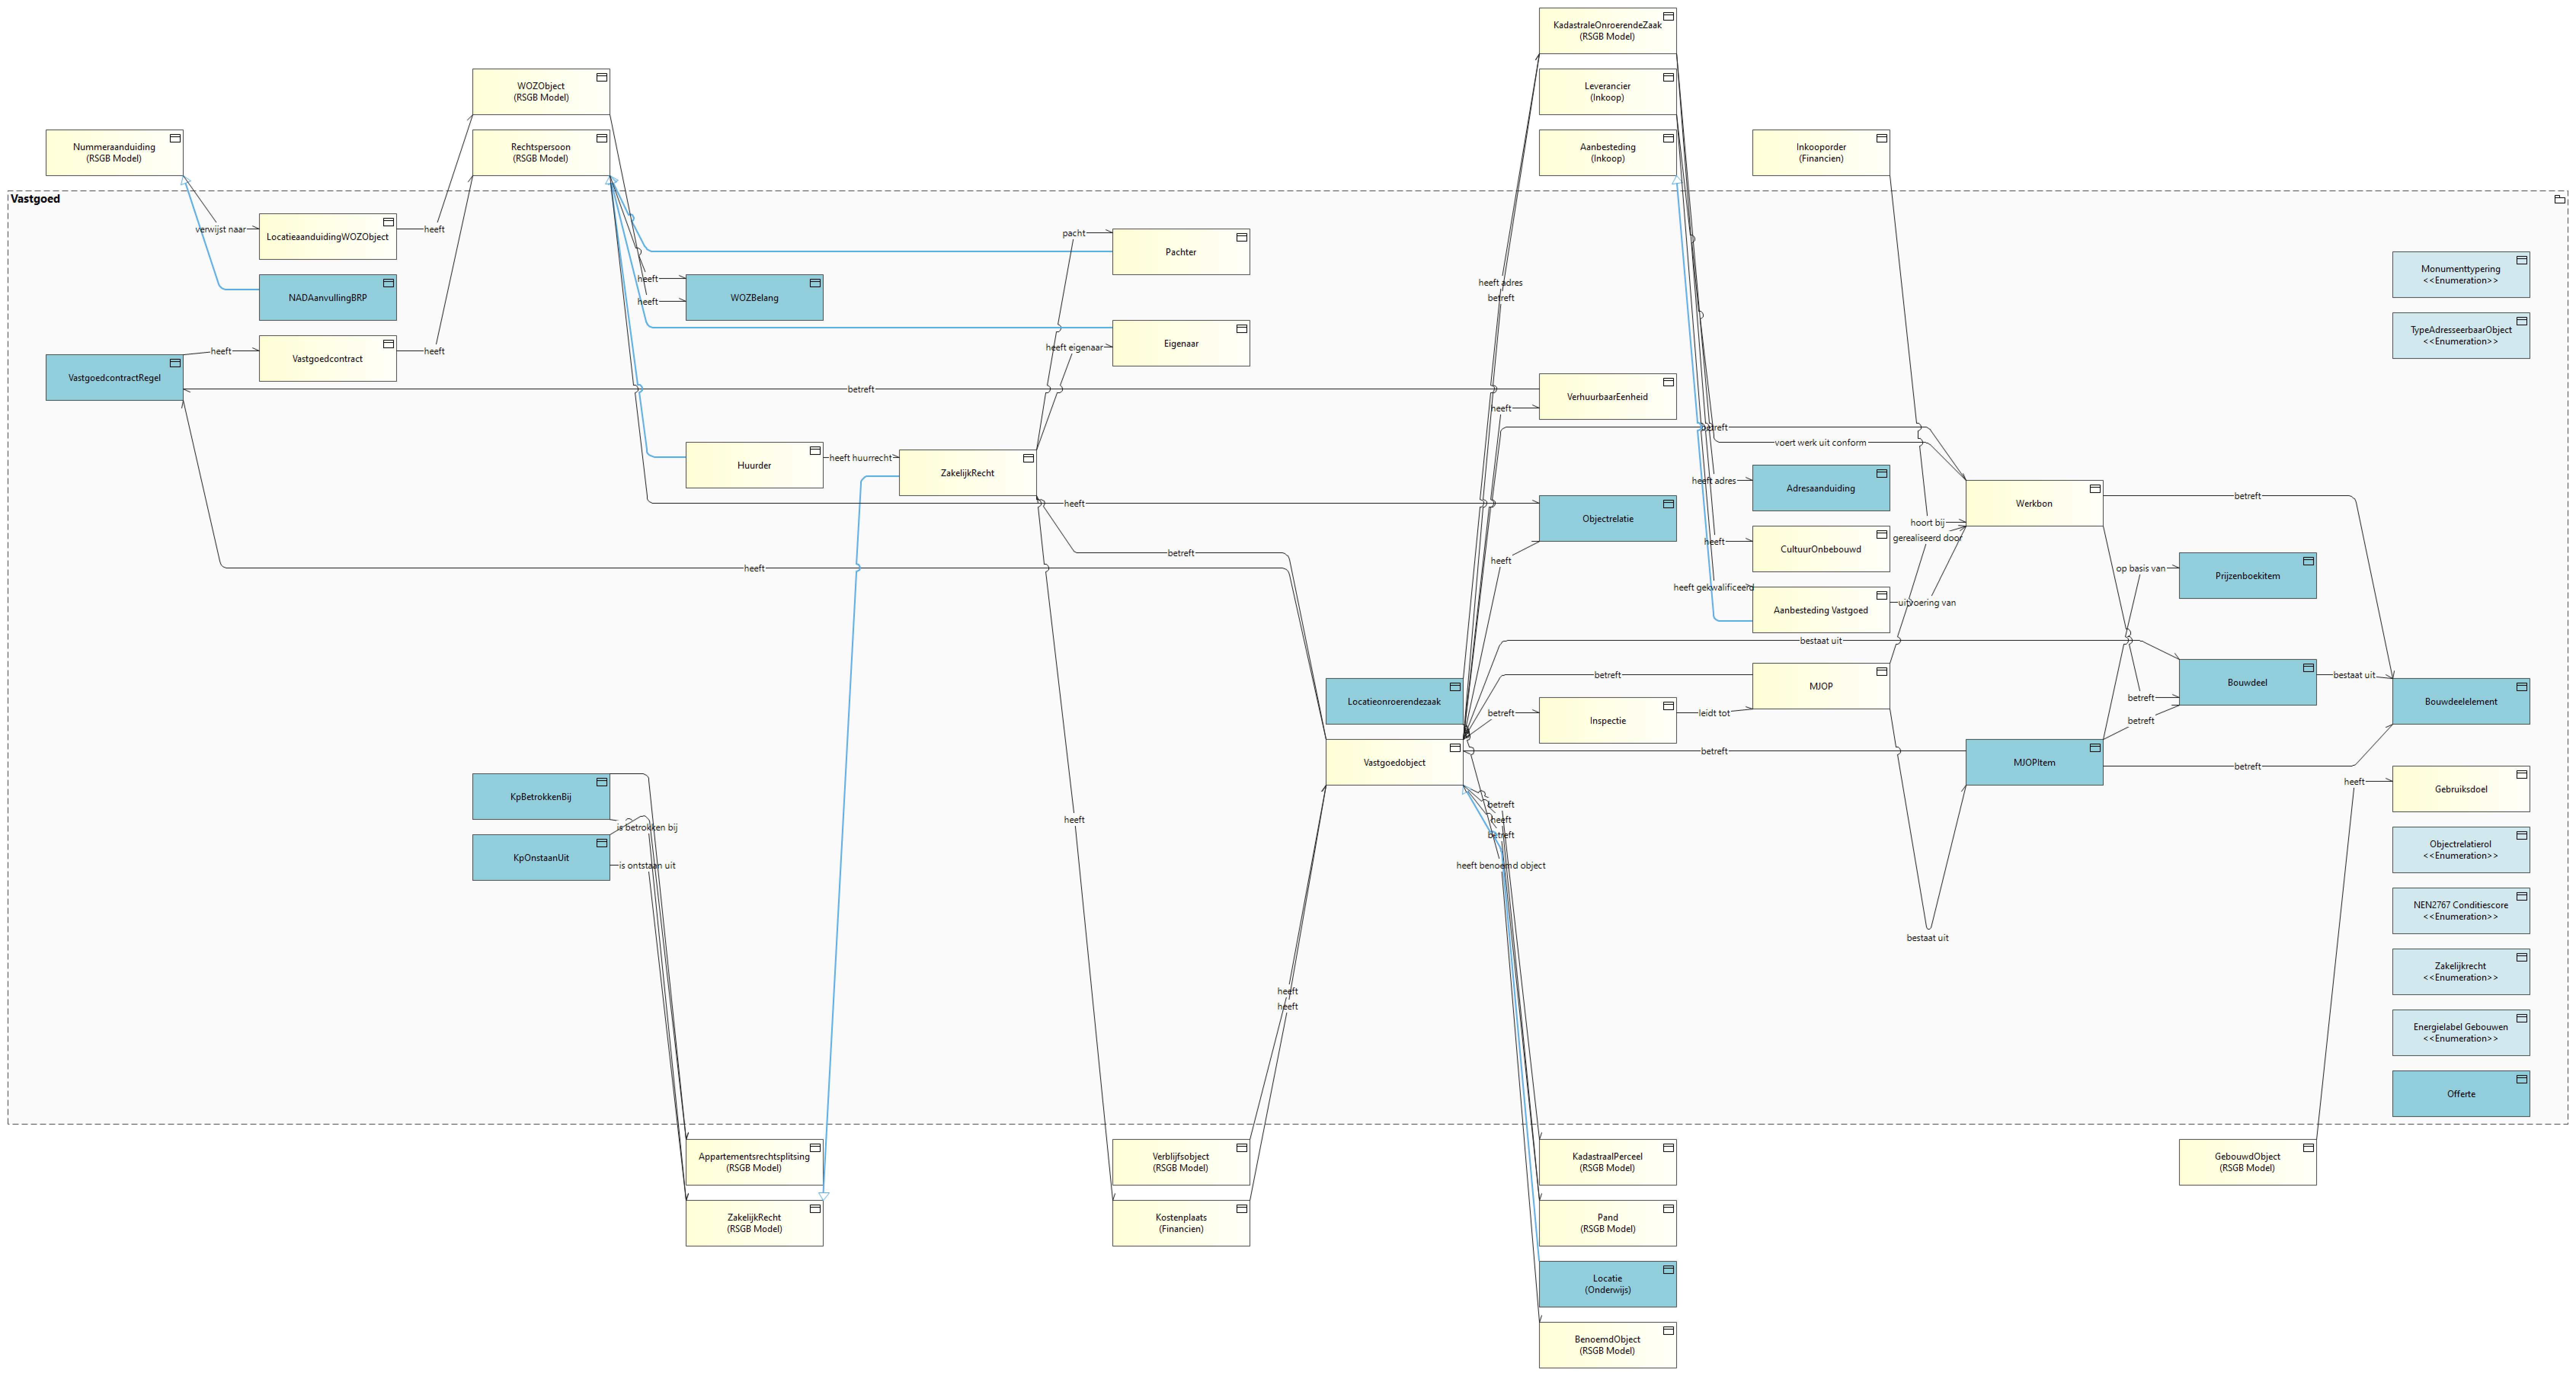 KadastraleOnroerendeZaak
(RSGB Model)
WOZObject
(RSGB Model)
Leverancier
(Inkoop)
Nummeraanduiding
(RSGB Model)
Rechtspersoon
(RSGB Model)
Aanbesteding
(Inkoop)
Inkooporder
(Financien)
Vastgoed
verwijst naar
LocatieaanduidingWOZObject
heeft
pacht
Pachter
Monumenttypering
<<Enumeration>>
heeft
heeft
NADAanvullingBRP
WOZBelang
heeft adres
betreft
TypeAdresseerbaarObject
<<Enumeration>>
heeft
Vastgoedcontract
heeft
heeft eigenaar
Eigenaar
VastgoedcontractRegel
betreft
VerhuurbaarEenheid
heeft
betreft
voert werk uit conform
Huurder
heeft huurrecht
ZakelijkRecht
heeft adres
Adresaanduiding
heeft
Objectrelatie
Werkbon
betreft
hoort bij
gerealiseerd door
betreft
heeft
heeft
heeft
CultuurOnbebouwd
op basis van
Prijzenboekitem
heeft gekwalificeerd
Aanbesteding Vastgoed
uitvoering van
bestaat uit
betreft
MJOP
Bouwdeel
bestaat uit
Locatieonroerendezaak
betreft
Inspectie
leidt tot
betreft
betreft
Bouwdeelelement
Vastgoedobject
betreft
MJOPItem
betreft
KpBetrokkenBij
is betrokken bij
heeft
betreft
heeft
betreft
heeft
Gebruiksdoel
KpOnstaanUit
is ontstaan uit
heeft benoemd object
Objectrelatierol
<<Enumeration>>
NEN2767 Conditiescore
<<Enumeration>>
bestaat uit
Zakelijkrecht
<<Enumeration>>
heeft
heeft
Energielabel Gebouwen
<<Enumeration>>
Offerte
Appartementsrechtsplitsing
(RSGB Model)
Verblijfsobject
(RSGB Model)
KadastraalPerceel
(RSGB Model)
GebouwdObject
(RSGB Model)
ZakelijkRecht
(RSGB Model)
Kostenplaats
(Financien)
Pand
(RSGB Model)
Locatie
(Onderwijs)
BenoemdObject
(RSGB Model)